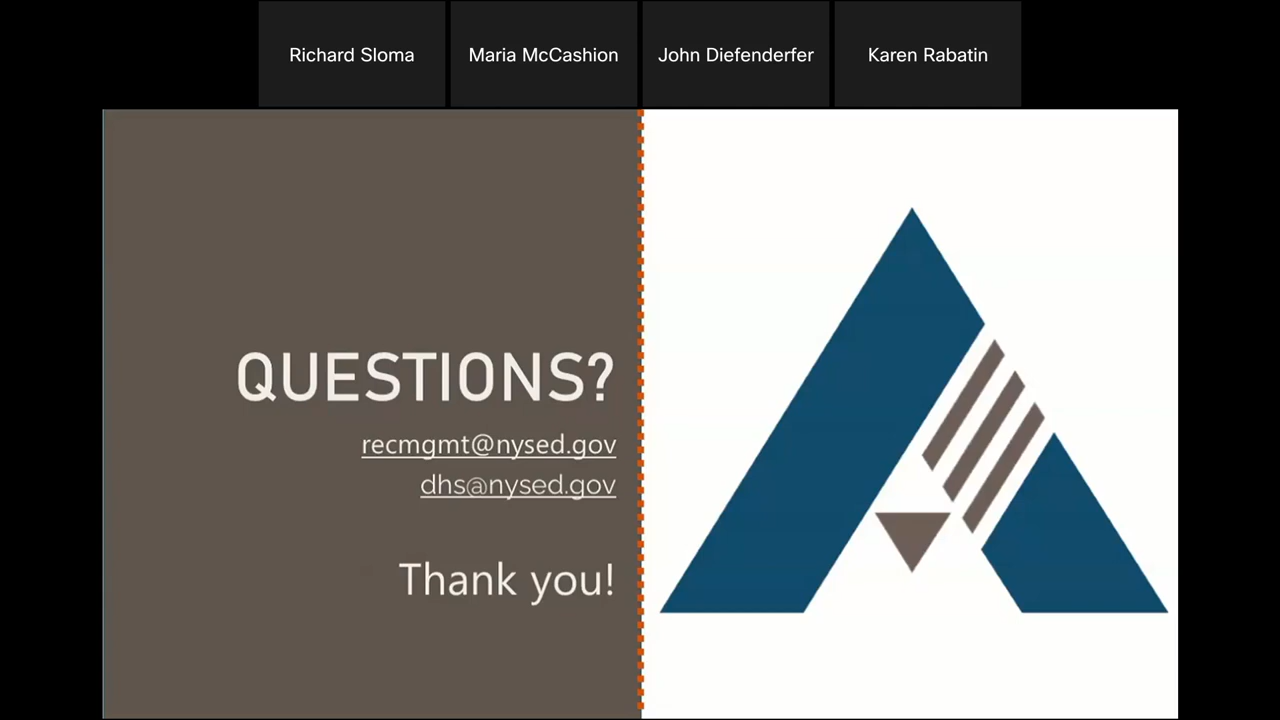 Richard Sloma
Maria McCashion
John Diefenderfer
Karen Rabatin
QUESTIONS?
recmgmt@nysed.gov
dhs@nysed.gov
Thank you!